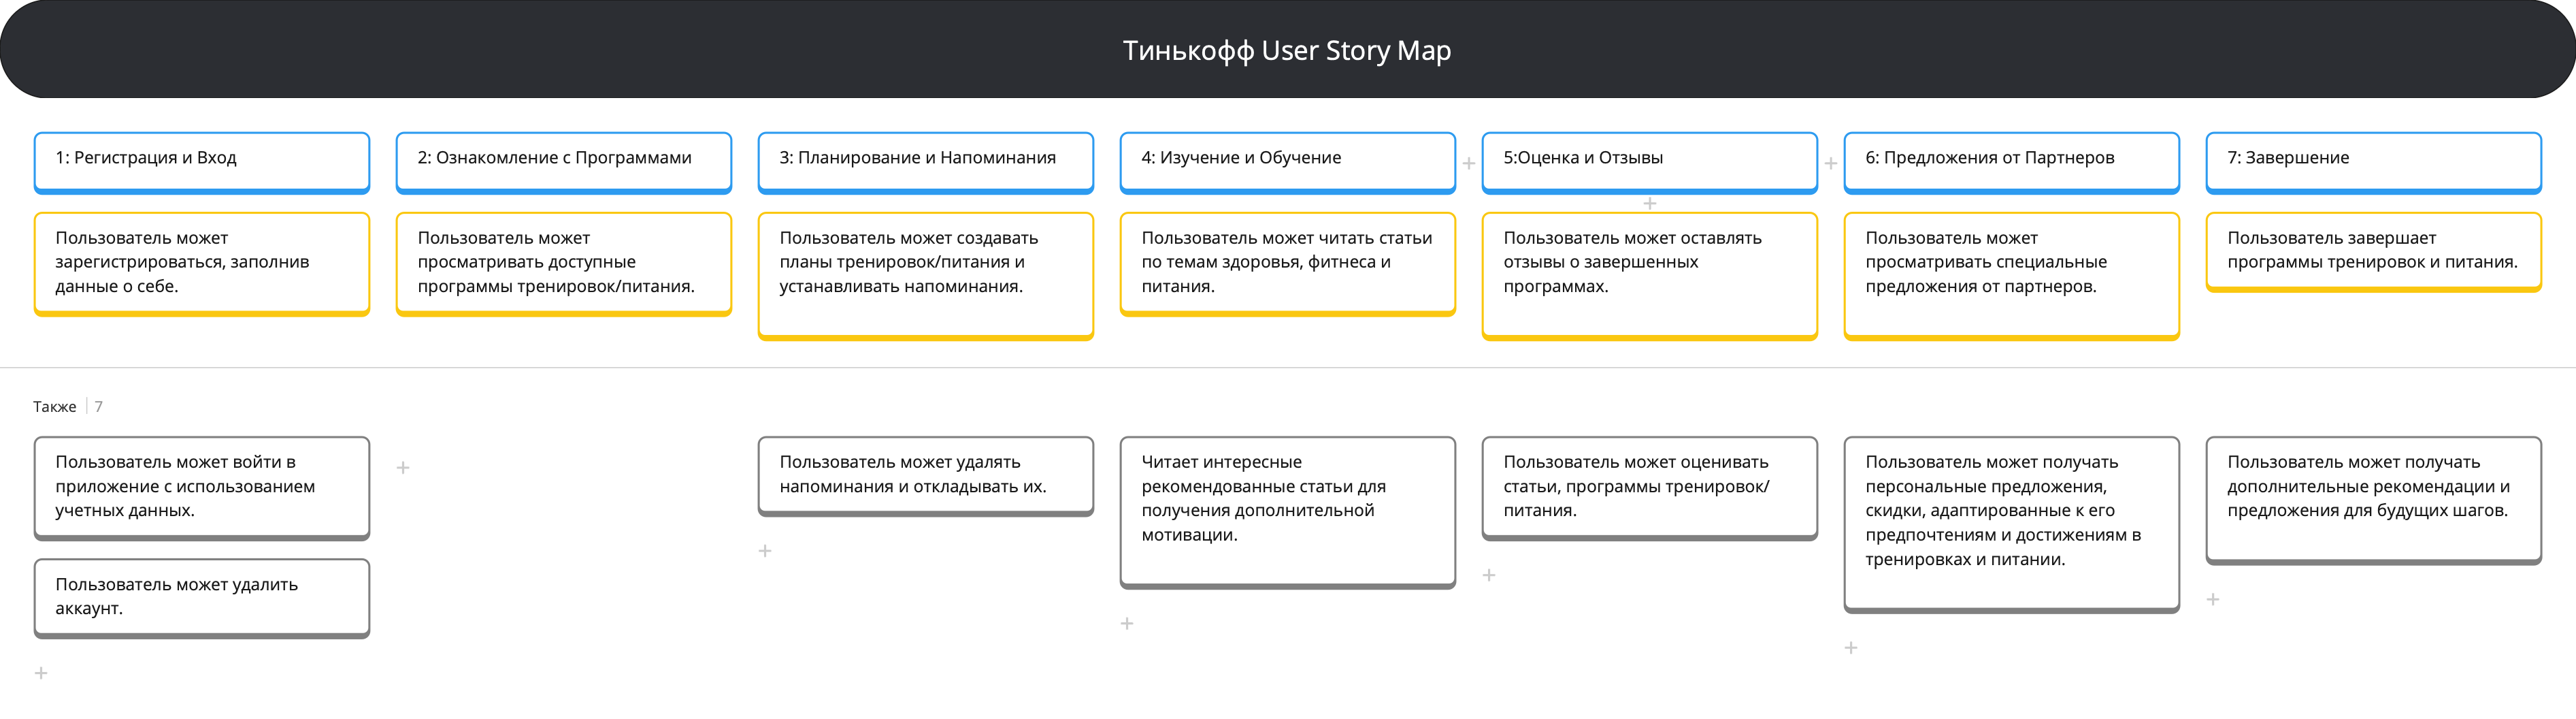 Тинькофф User Story Map
1: Регистрация и Вход
2: Ознакомление с Программами
3: Планирование и Напоминания
4: Изучение и Обучение
5:Оценка и Отзывы
6: Предложения от Партнеров
7: Завершение
Пользователь может
зарегистрироваться, заполнив
данные о себе.
Пользователь может
просматривать доступные
программы тренировок/питания.
Пользователь может создавать
планы тренировок/питания и
устанавливать напоминания.
Пользователь может читать статьи
по темам здоровья, фитнеса и
питания.
Пользователь может оставлять
отзывы о завершенных
программах.
Пользователь может
просматривать специальные
предложения от партнеров.
Пользователь завершает
программы тренировок и питания.
Также 7
Пользователь может войти в
приложение с использованием
учетных данных.
Пользователь может удалить
аккаунт.
Пользователь может удалять
напоминания и откладывать их.
Читает интересные
рекомендованные статьи для
получения дополнительной
мотивации.
Пользователь может оценивать
статьи, программы тренировок/
питания.
Пользователь может получать
персональные предложения,
скидки, адаптированные к его
предпочтениям и достижениям в
тренировках и питании.
Пользователь может получать
дополнительные рекомендации и
предложения для будущих шагов.